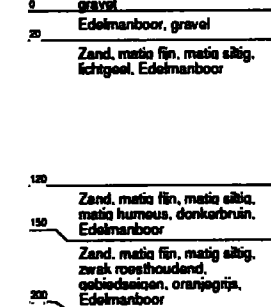 0 gravel
Edelmanboor, gravel
20
Zand, matig fijn, matig siltig,
lichtgeel, Edelmanboor
120
Zand, matig fijn, matig siltig,
matig humeus, donkerbruin,
Edelmanboor
150
Zand, matig fijn, matig siltig,
zwak roesthoudend,
gebiedseigen, oranjegrijs,
Edelmanboor
200